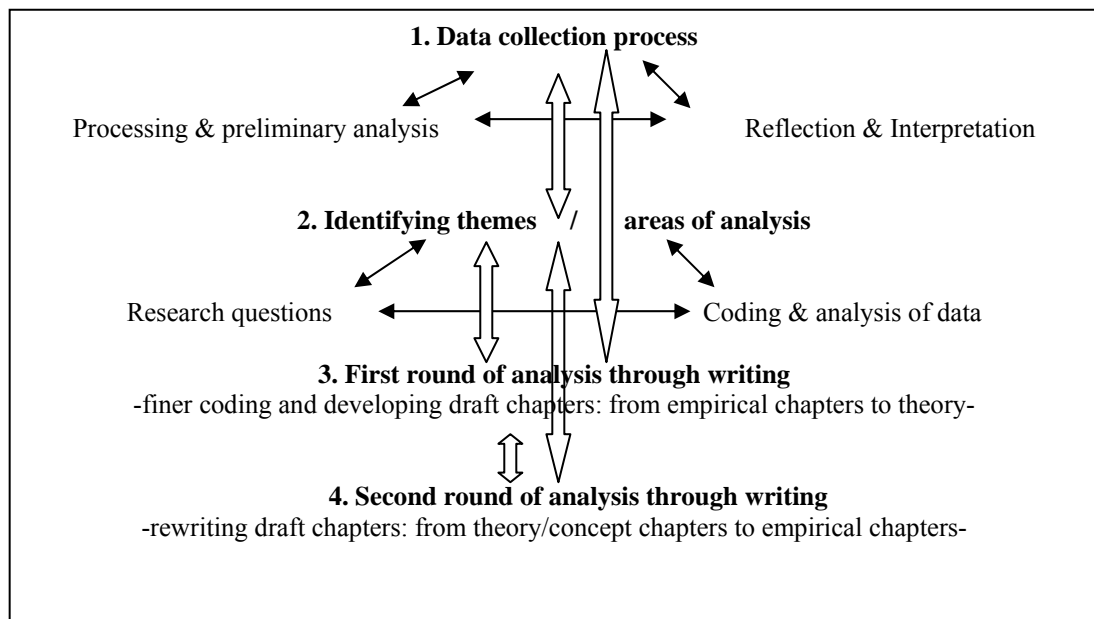 1. Data collection process
Processing & preliminary analysis Reflection & Interpretation
2. Identifying themes / areas of analysis
Research questions Coding & analysis of data
3. First round of analysis through writing
-finer coding and developing draft chapters: from empirical chapters to theory-
4. Second round of analysis through writing
-rewriting draft chapters: from theory/concept chapters to empirical chapters-